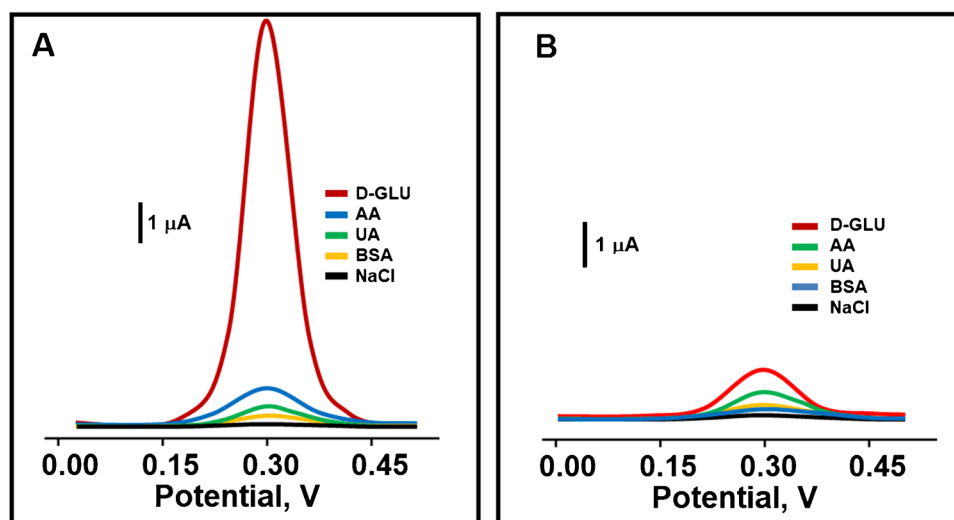 A
D-GLU
AA
1 µA
UA
BSA
NaCl
0.00 0.15 0.30 0.45
Potential, V
B
D-GLU
1 µA
AA
UA
BSA
NaCl
0.00 0.15 0.30 0.45
Potential, V